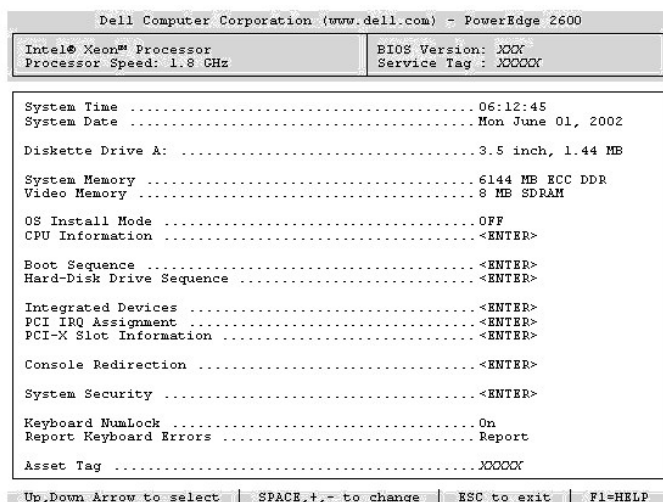 Dell Computer Corporation (www.dell.com) - PowerEdge 2600
Intel® Xeon™ Processor
Processor Speed: 1.8 GHz
BIOS Version: XXX
Service Tag : XXXXX
System Time ........................................ 06:12:45
System Date ........................................ Mon June 01, 2002
Diskette Drive A: .................................. 3.5 inch, 1.44 MB
System Memory ...................................... 6144 MB ECC DDR
Video Memory ....................................... 8 MB SDRAM
OS Install Mode .................................... OFF
CPU Information .................................... <ENTER>
Boot Sequence ...................................... <ENTER>
Hard-Disk Drive Sequence ........................... <ENTER>
Integrated Devices ................................. <ENTER>
PCI IRQ Assignment ................................. <ENTER>
PCI-X Slot Information ............................. <ENTER>
Console Redirection ................................ <ENTER>
System Security .................................... <ENTER>
Keyboard NumLock ................................... On
Report Keyboard Errors ............................. Report
Asset Tag .......................................... XXXXX
Up,Down Arrow to select | SPACE,+,- to change | ESC to exit | F1=HELP